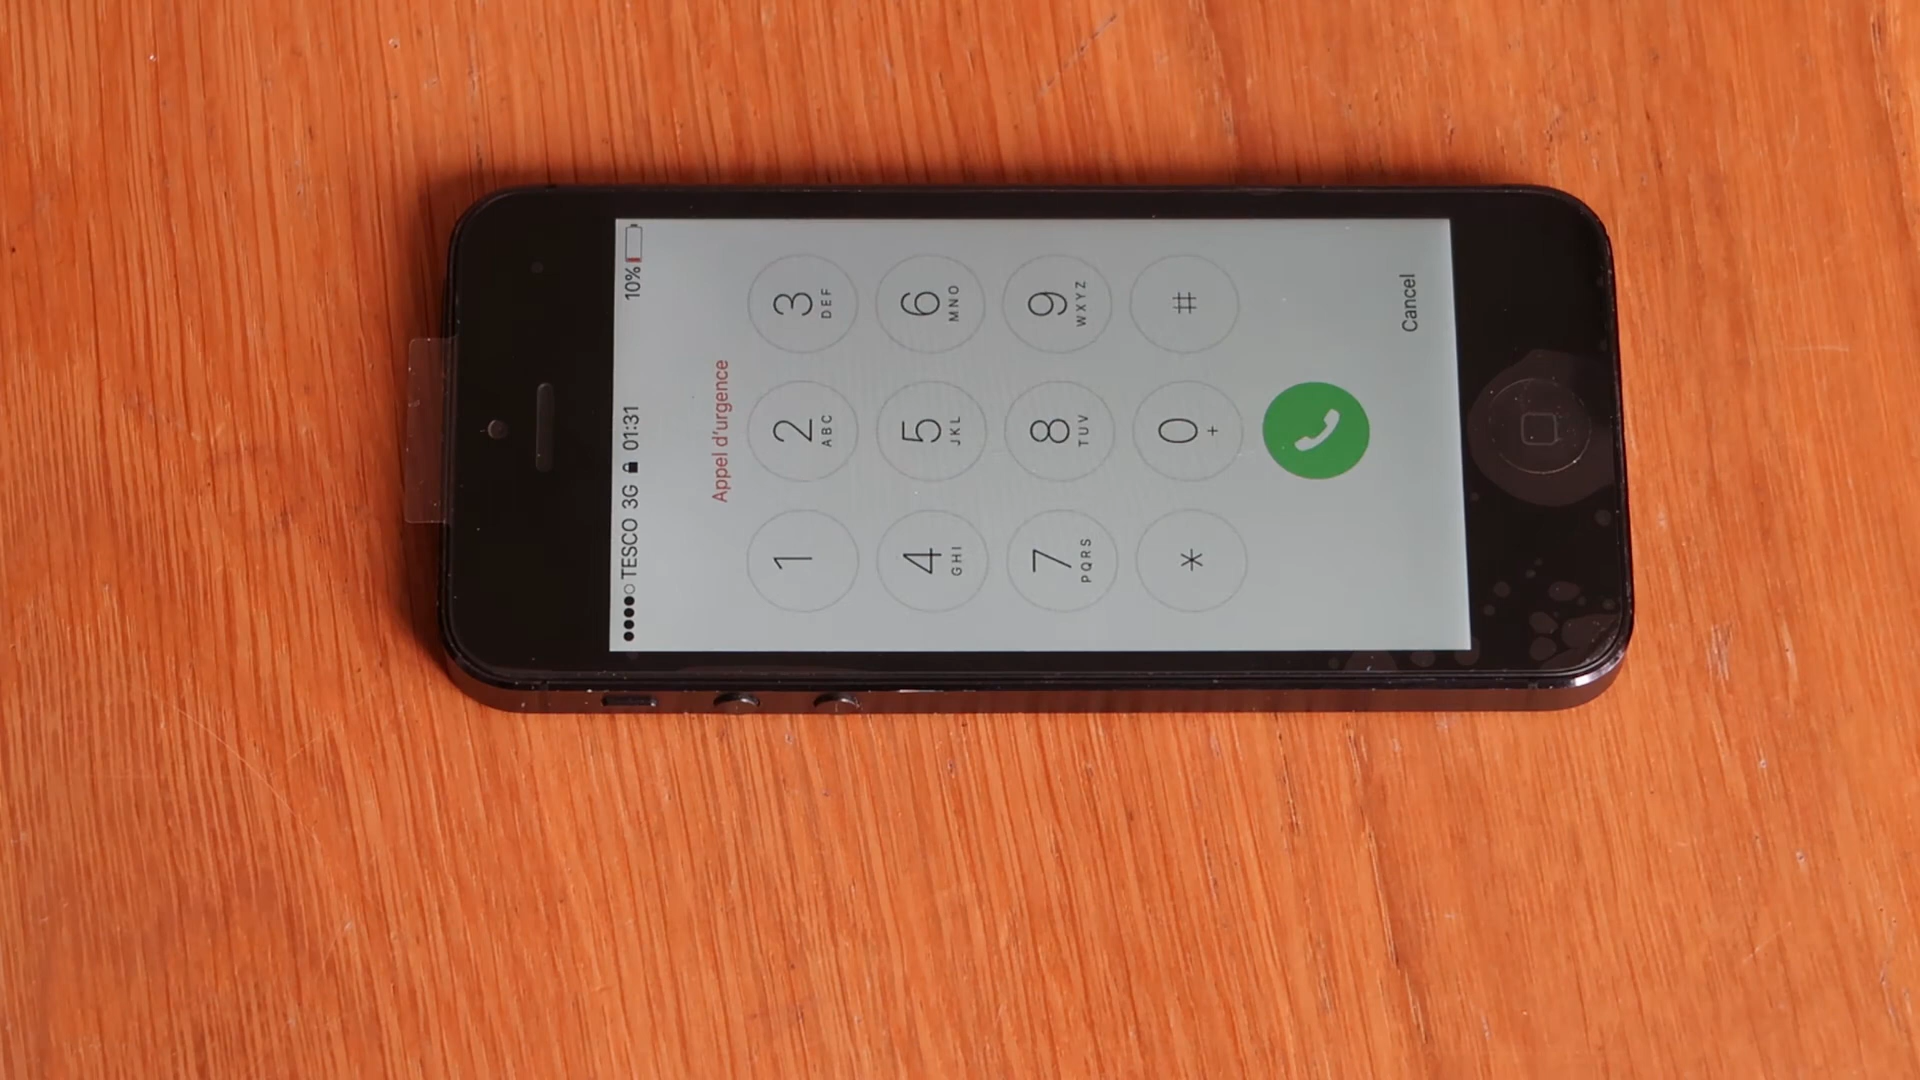 TESCO 3G 01:31 10%
Appel d'urgence
1 2 3
ABC DEF
4 5 6
GHI JKL MNO
7 8 9
PQRS TUV WXYZ
* 0 #
+
Cancel